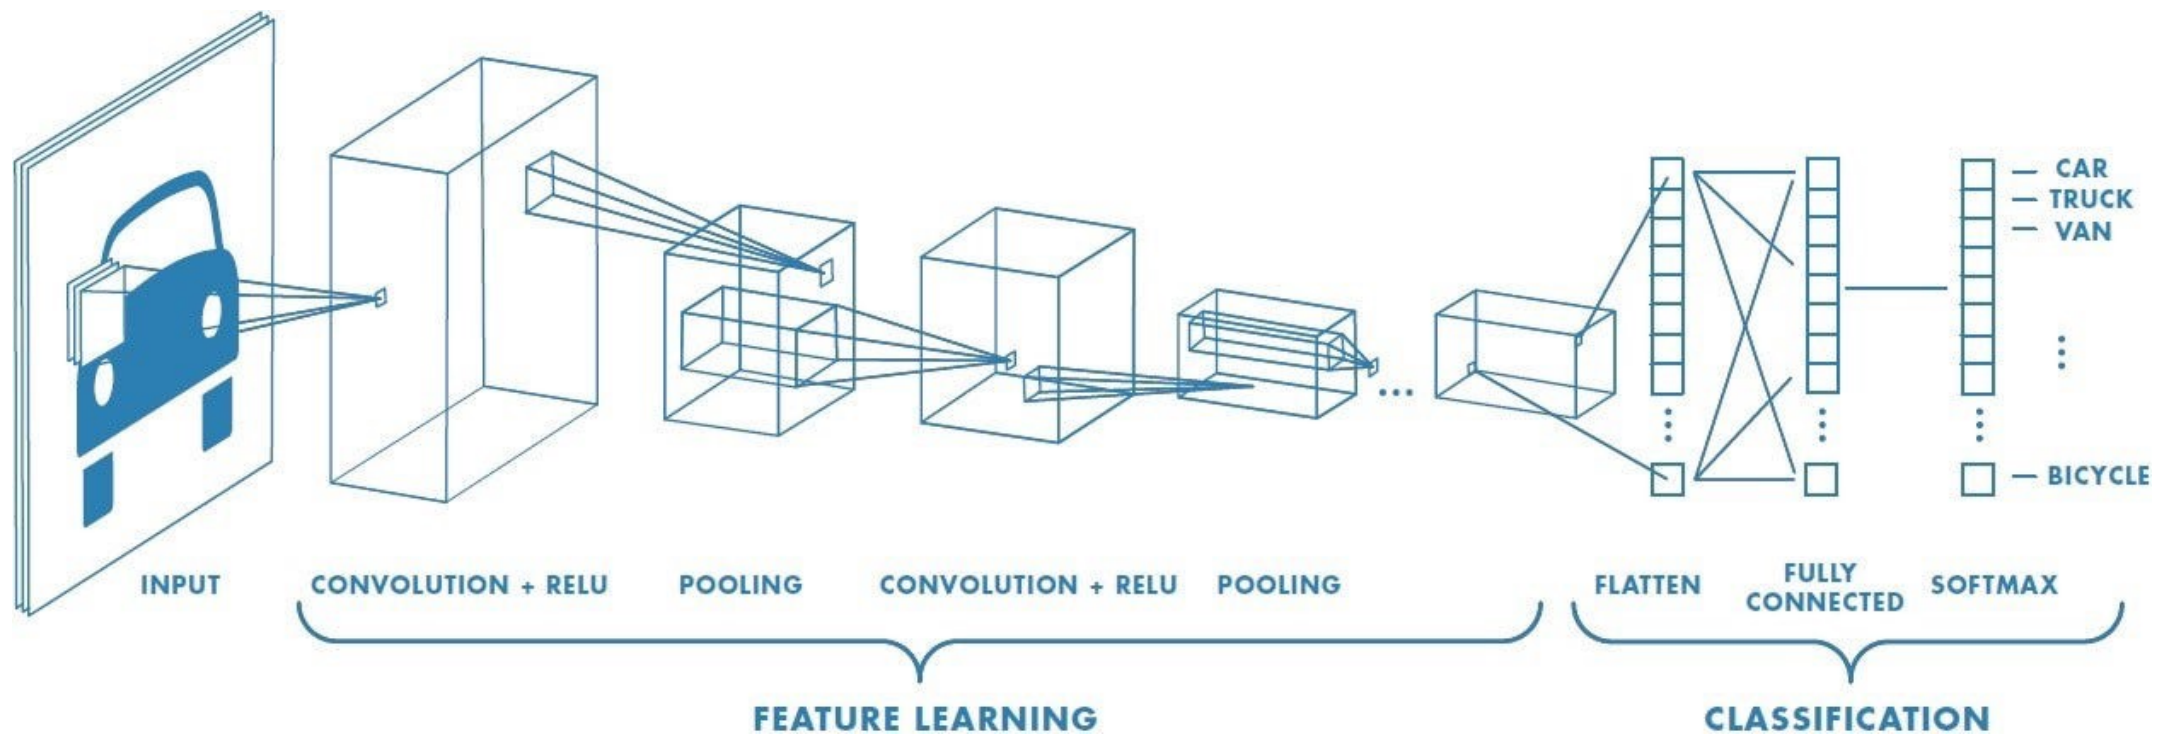 CAR
TRUCK
VAN
BICYCLE
INPUT
CONVOLUTION + RELU
POOLING
CONVOLUTION + RELU
POOLING
FLATTEN
FULLY
CONNECTED
SOFTMAX
FEATURE LEARNING
CLASSIFICATION